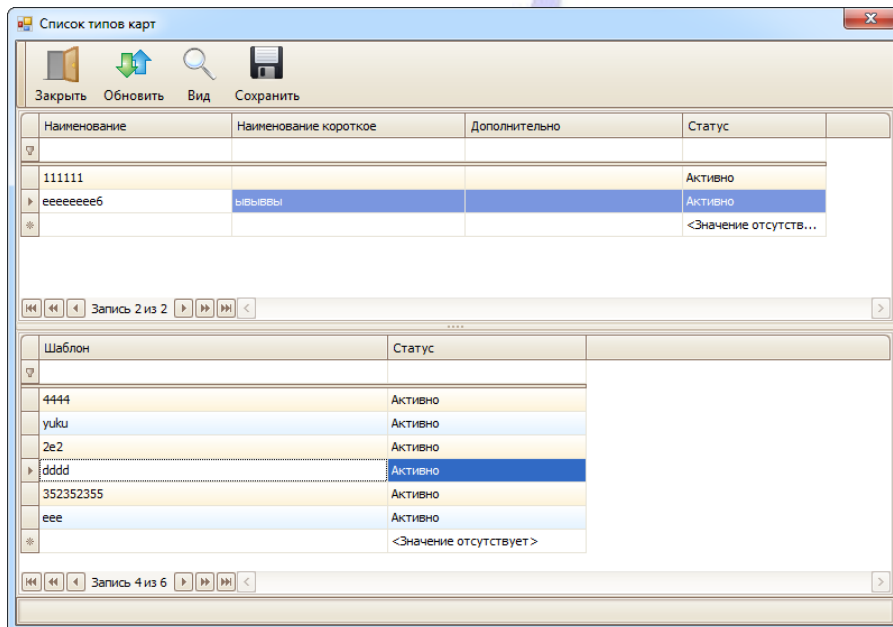 Список типов карт
Закрыть Обновить Вид Сохранить
Наименование Наименование короткое Дополнительно Статус
111111 Активно
eeeeeeee6 ывыввы Активно
<Значение отсутств...
Запись 2 из 2
Шаблон Статус
4444 Активно
yuku Активно
2e2 Активно
dddd Активно
352352355 Активно
eee Активно
<Значение отсутствует>
Запись 4 из 6